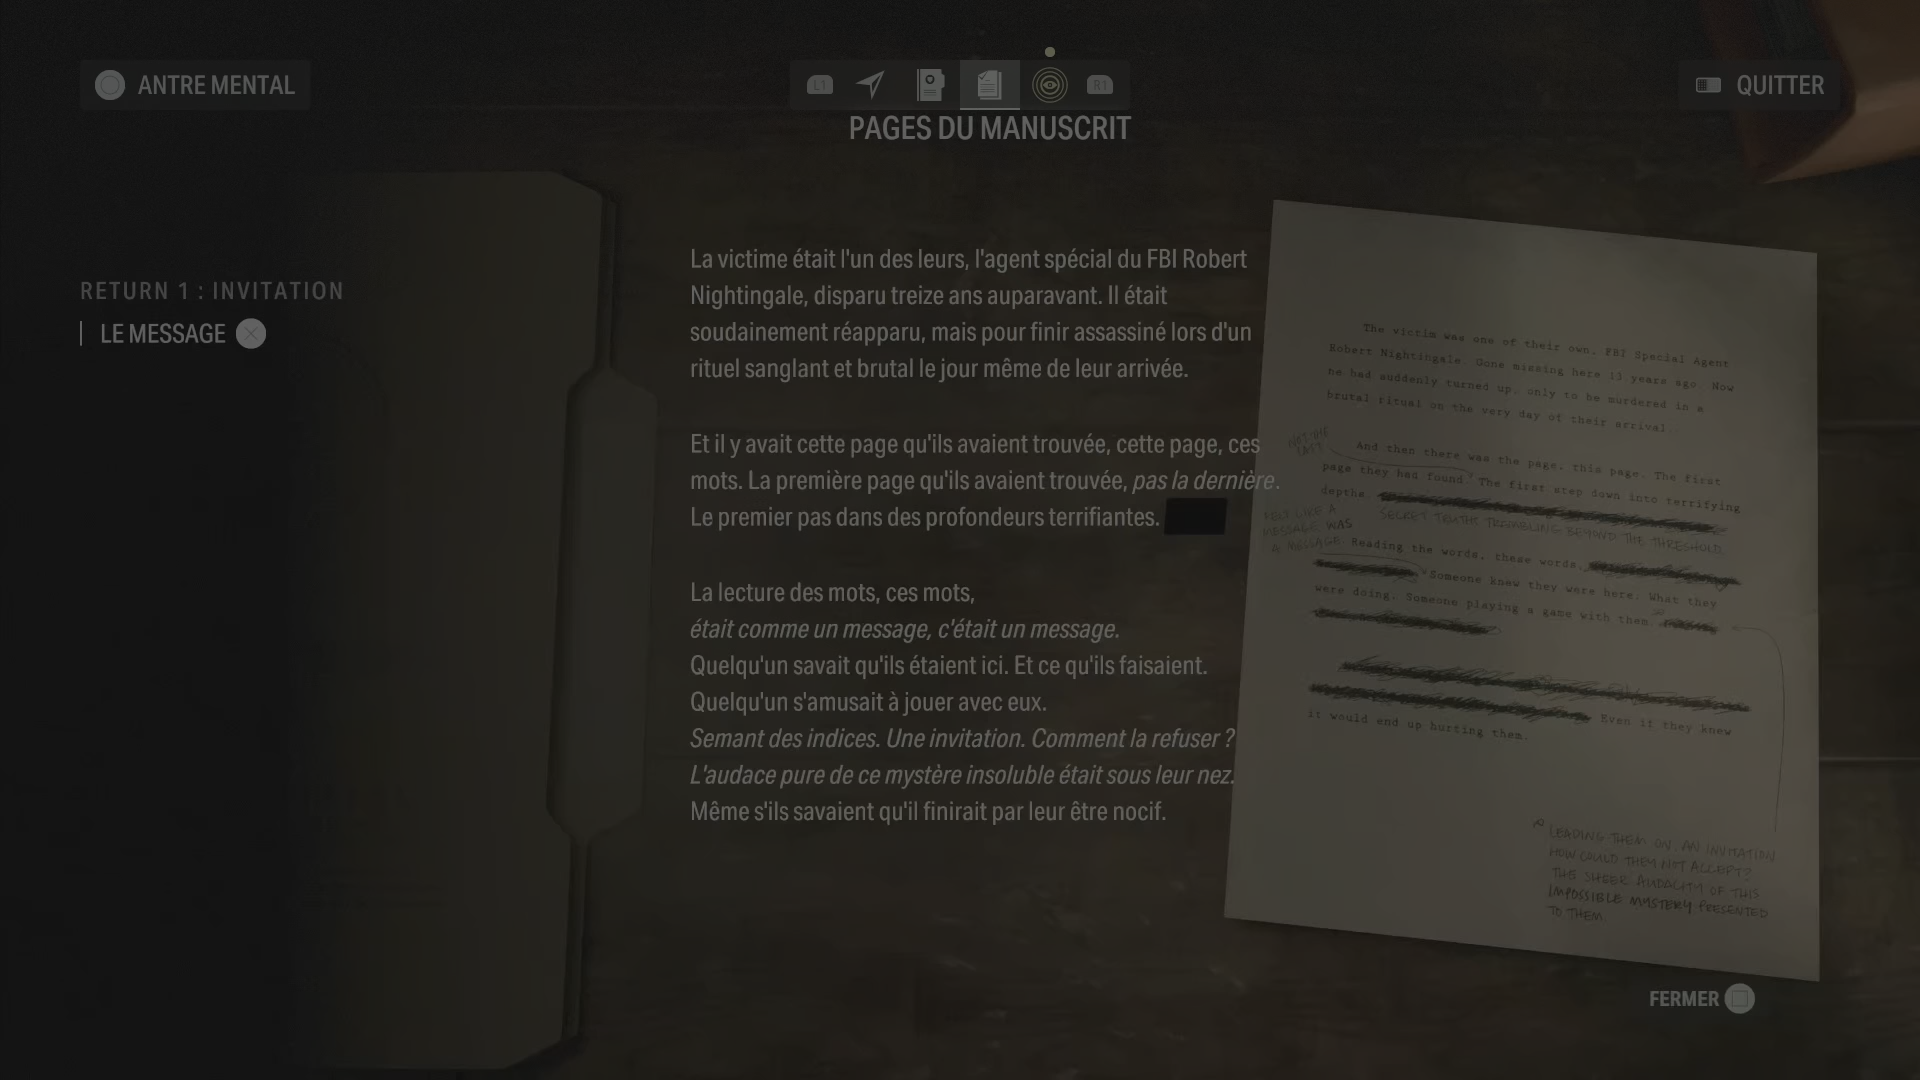 ANTRE MENTAL
L1
R1
QUITTER
PAGES DU MANUSCRIT
RETURN 1 : INVITATION
LE MESSAGE
La victime était l'un des leurs, l'agent spécial du FBI Robert
Nightingale, disparu treize ans auparavant. Il était
soudainement réapparu, mais pour finir assassiné lors d'un
rituel sanglant et brutal le jour même de leur arrivée.
Et il y avait cette page qu'ils avaient trouvée, cette page, ces
mots. La première page qu'ils avaient trouvée, pas la dernière.
Le premier pas dans des profondeurs terrifiantes.
La lecture des mots, ces mots,
était comme un message, c'était un message.
Quelqu'un savait qu'ils étaient ici. Et ce qu'ils faisaient.
Quelqu'un s'amusait à jouer avec eux.
Semant des indices. Une invitation. Comment la refuser ?
L'audace pure de ce mystère insoluble était sous leur nez.
Même s'ils savaient qu'il finirait par leur être nocif.
The victim was one of their own, FBI Special Agent
Robert Nightingale. Gone missing here 13 years ago. Now
he had suddenly turned up, only to be murdered in a
brutal ritual on the very day of their arrival.
And then there was the page, this page. The first
NOT THE
LAST
page they had found. The first step down into terrifying
depths.
SECRET TRUTHS TREMBLING BEYOND THE THRESHOLD
FELT LIKE A
MESSAGE WAS
A MESSAGE.
Reading the words, these words,
Someone knew they were here. What they
were doing. Someone playing a game with them.
Even if they knew
it would end up hurting them.
LEADING THEM ON. AN INVITATION
HOW COULD THEY NOT ACCEPT?
THE SHEER AUDACITY OF THIS
IMPOSSIBLE MYSTERY PRESENTED
TO THEM.
FERMER